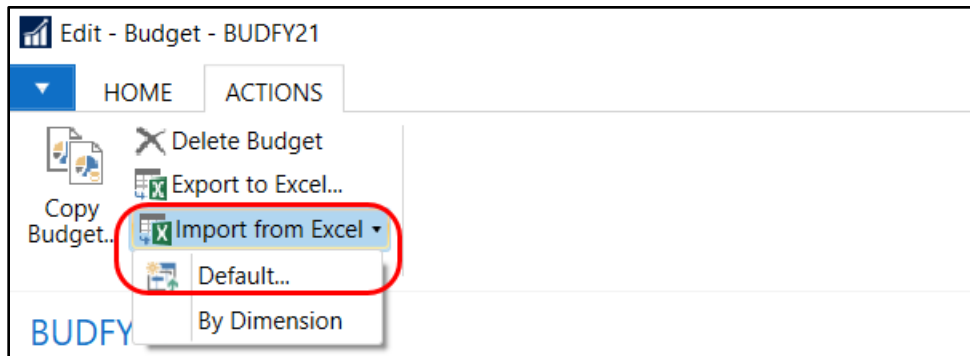 Edit - Budget - BUDFY21
HOME ACTIONS
Copy
Budget...
Delete Budget
Export to Excel...
Import from Excel
Default...
By Dimension
BUDFY